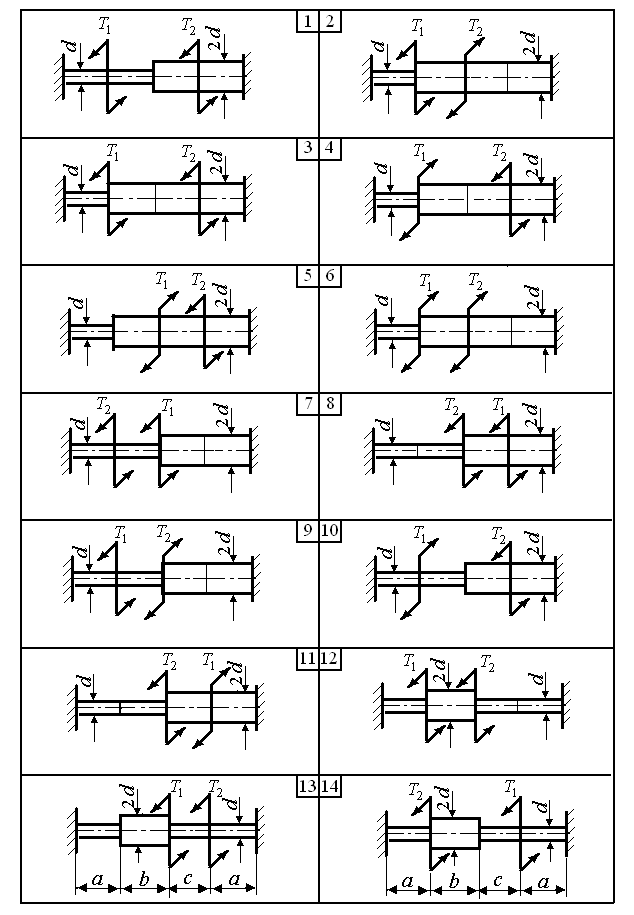 1 2
T₁ T₂ d 2d
T₁ T₂ d 2d
3 4
T₁ T₂ d 2d
T₁ T₂ d 2d
5 6
T₁ T₂ d 2d
T₁ T₂ d 2d
7 8
T₂ T₁ d 2d
T₂ T₁ d 2d
9 10
T₁ T₂ d 2d
T₁ T₂ d 2d
11 12
T₂ T₁ d 2d
T₁ 2d T₂ d
13 14
2d T₁ T₂ d
T₂ 2d T₁ d
a b c a
a b c a